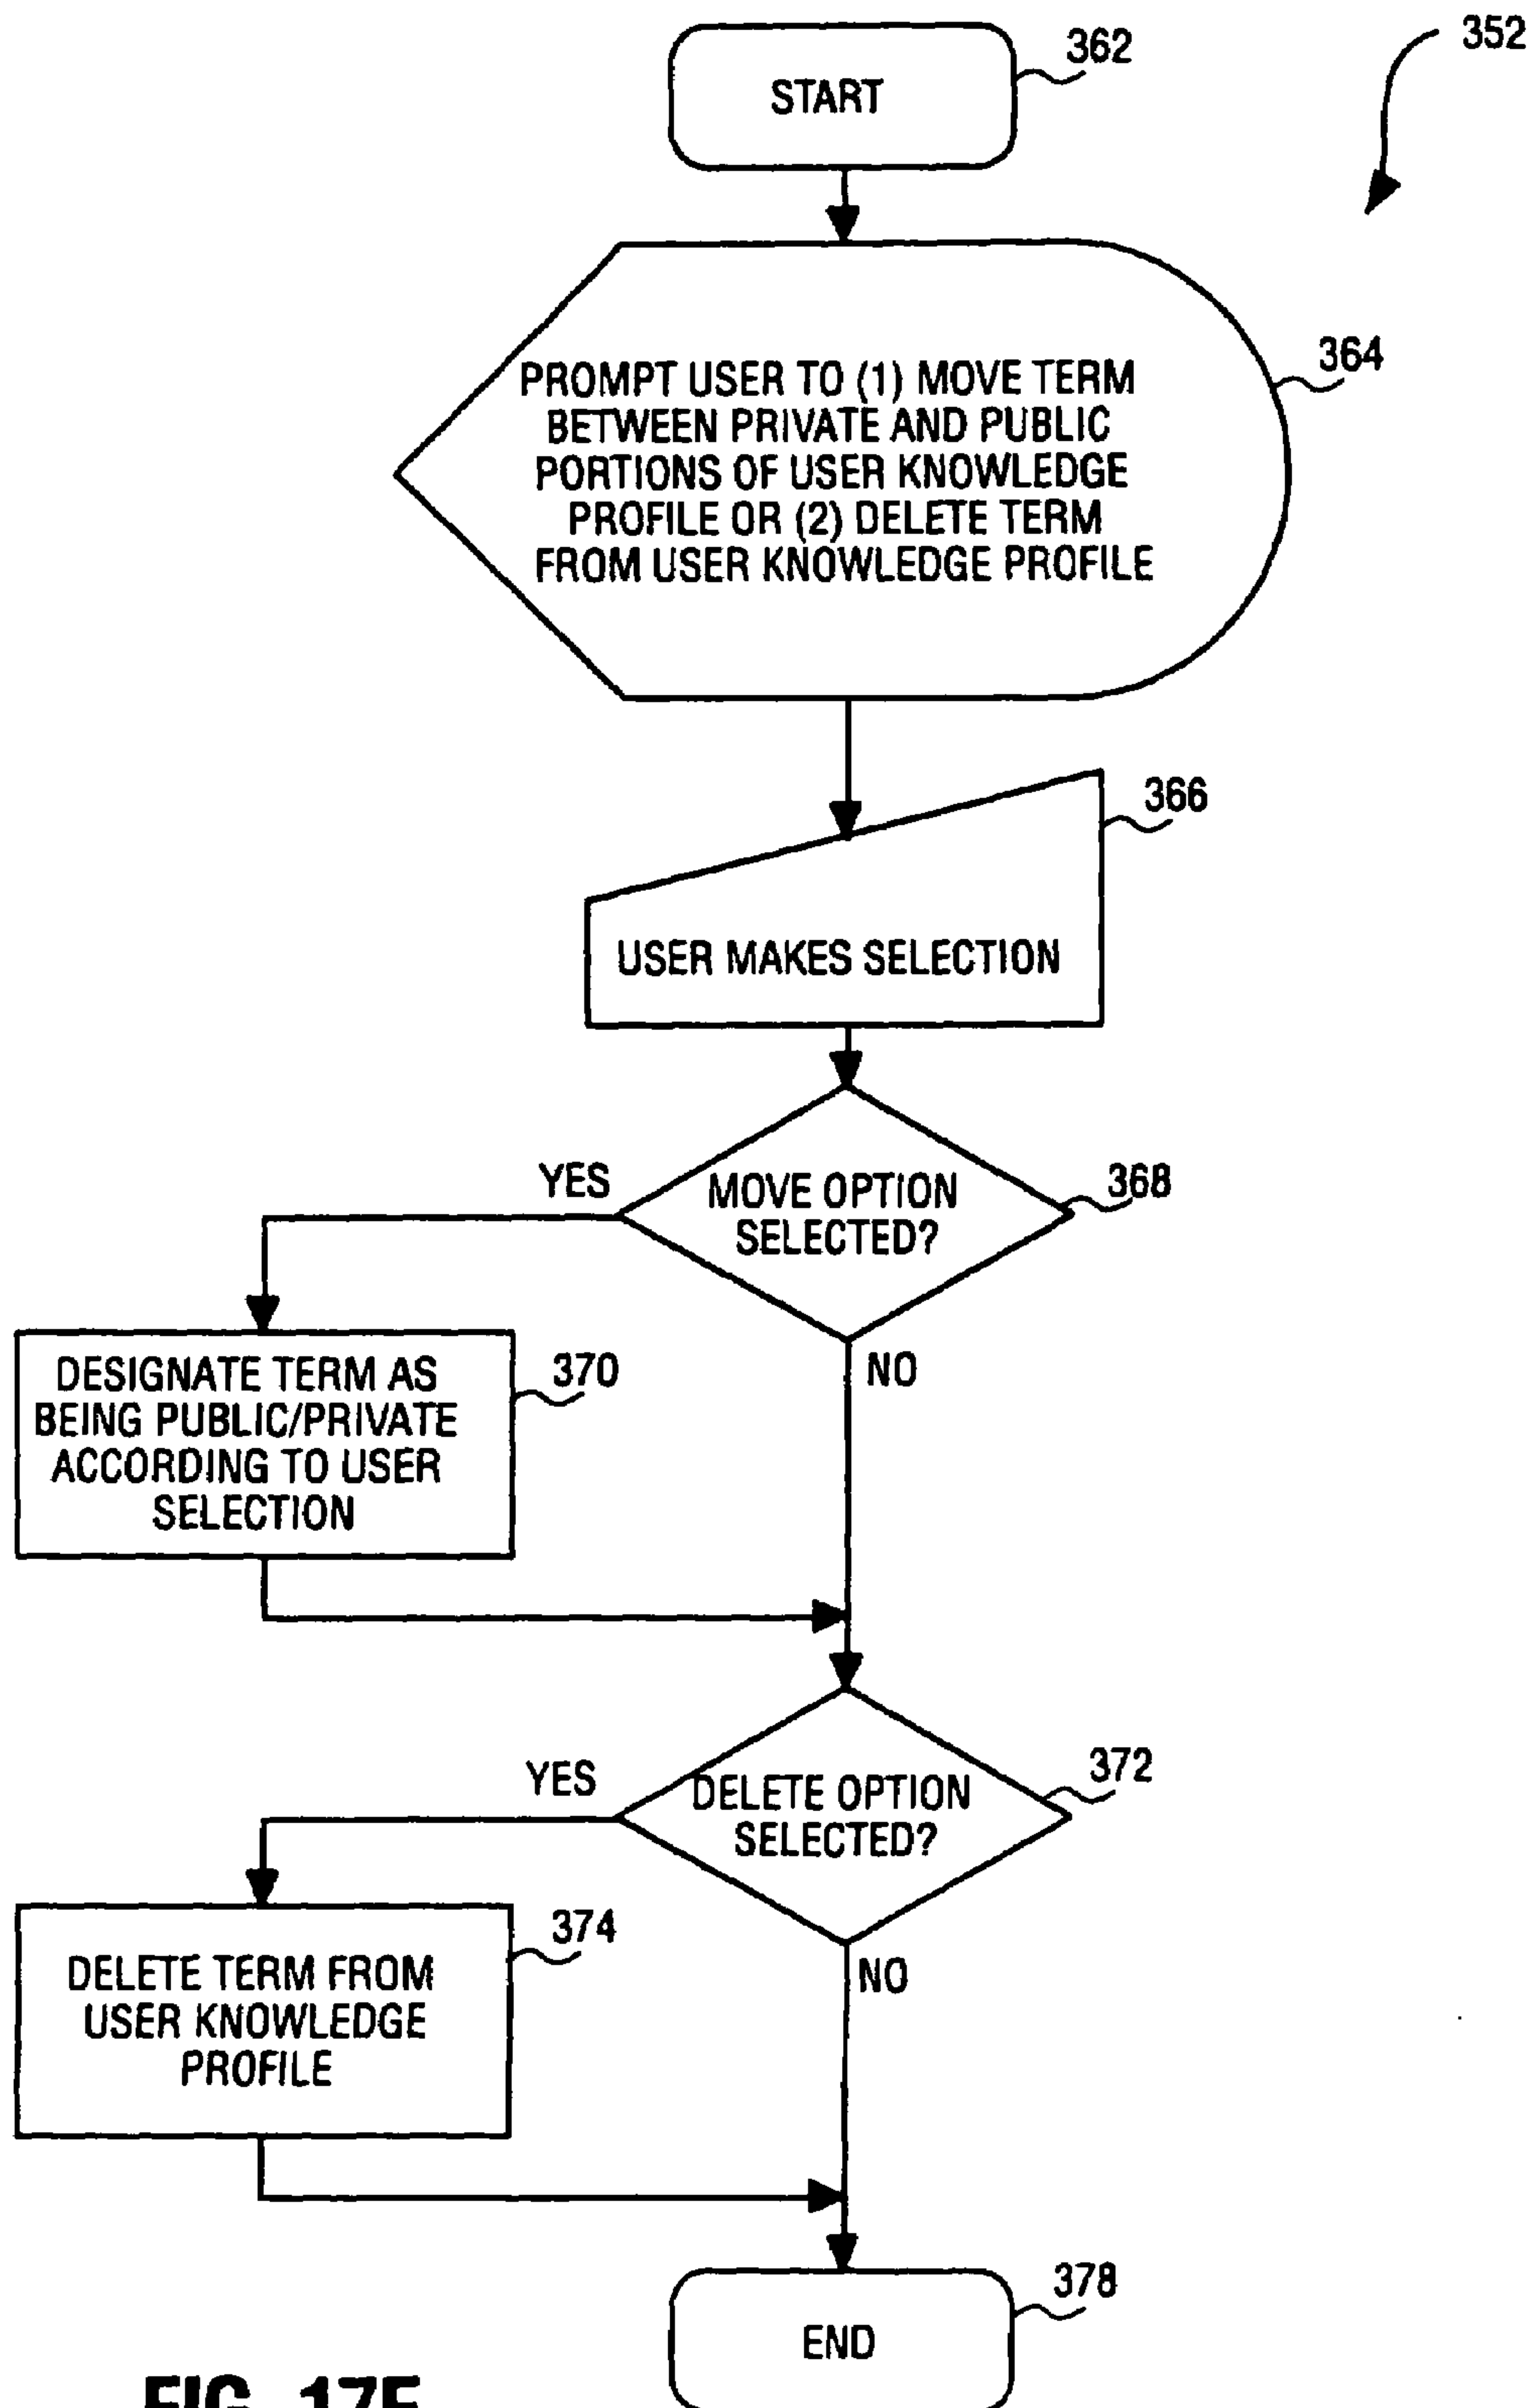 352
362
START
364
PROMPT USER TO (1) MOVE TERM
BETWEEN PRIVATE AND PUBLIC
PORTIONS OF USER KNOWLEDGE
PROFILE OR (2) DELETE TERM
FROM USER KNOWLEDGE PROFILE
366
USER MAKES SELECTION
YES
MOVE OPTION
SELECTED?
368
NO
DESIGNATE TERM AS
BEING PUBLIC/PRIVATE
ACCORDING TO USER
SELECTION
370
YES
DELETE OPTION
SELECTED?
372
NO
DELETE TERM FROM
USER KNOWLEDGE
PROFILE
374
378
END